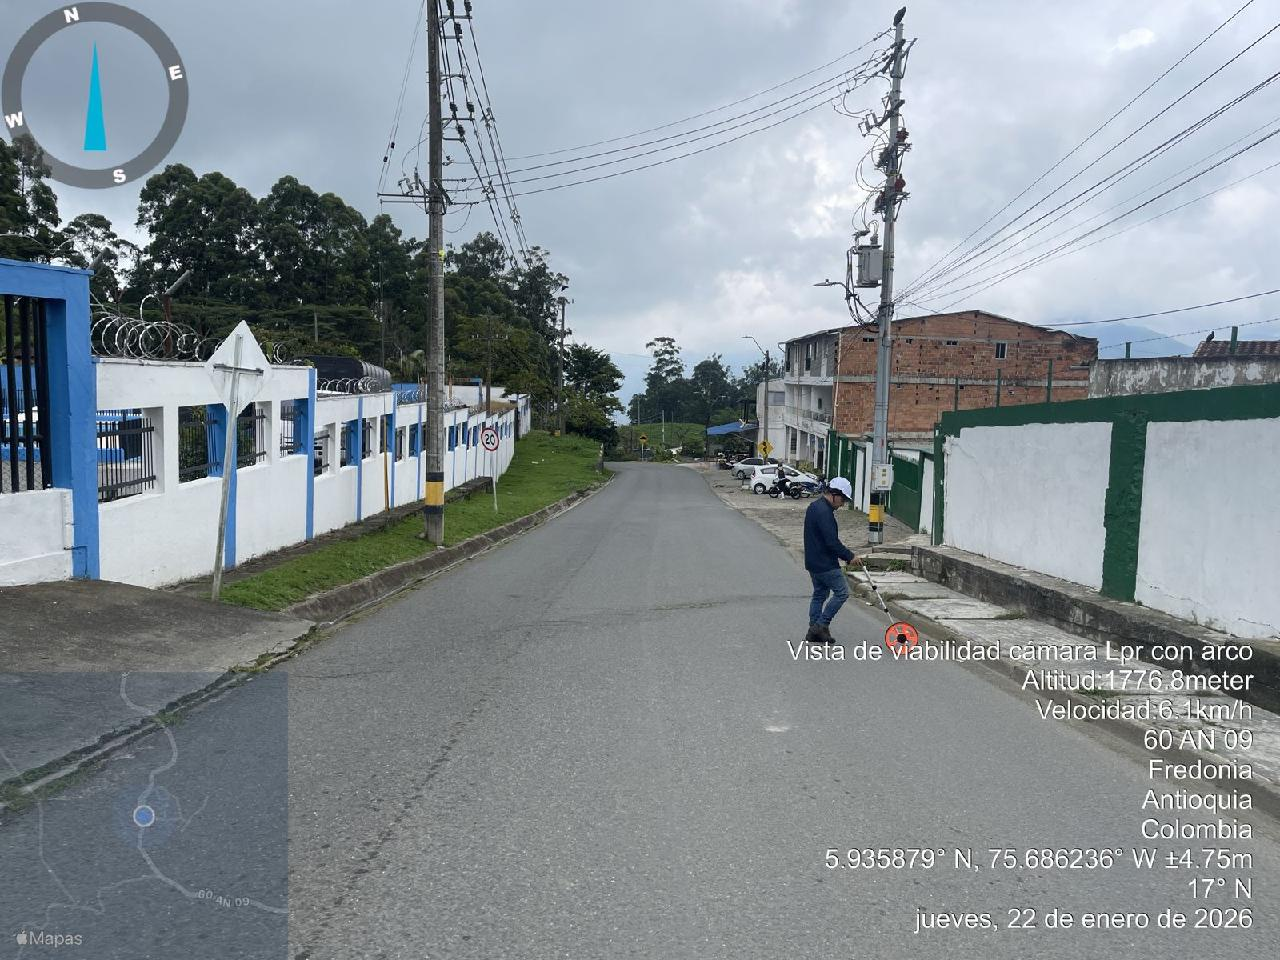 N
E
W
S
20
Vista de viabilidad cámara Lpr con arco
Altitud:1776.8meter
Velocidad:6.1km/h
60 AN 09
Fredonia
Antioquia
Colombia
5.935879° N, 75.686236° W ±4.75m
17° N
jueves, 22 de enero de 2026
60 AN 09
Mapas